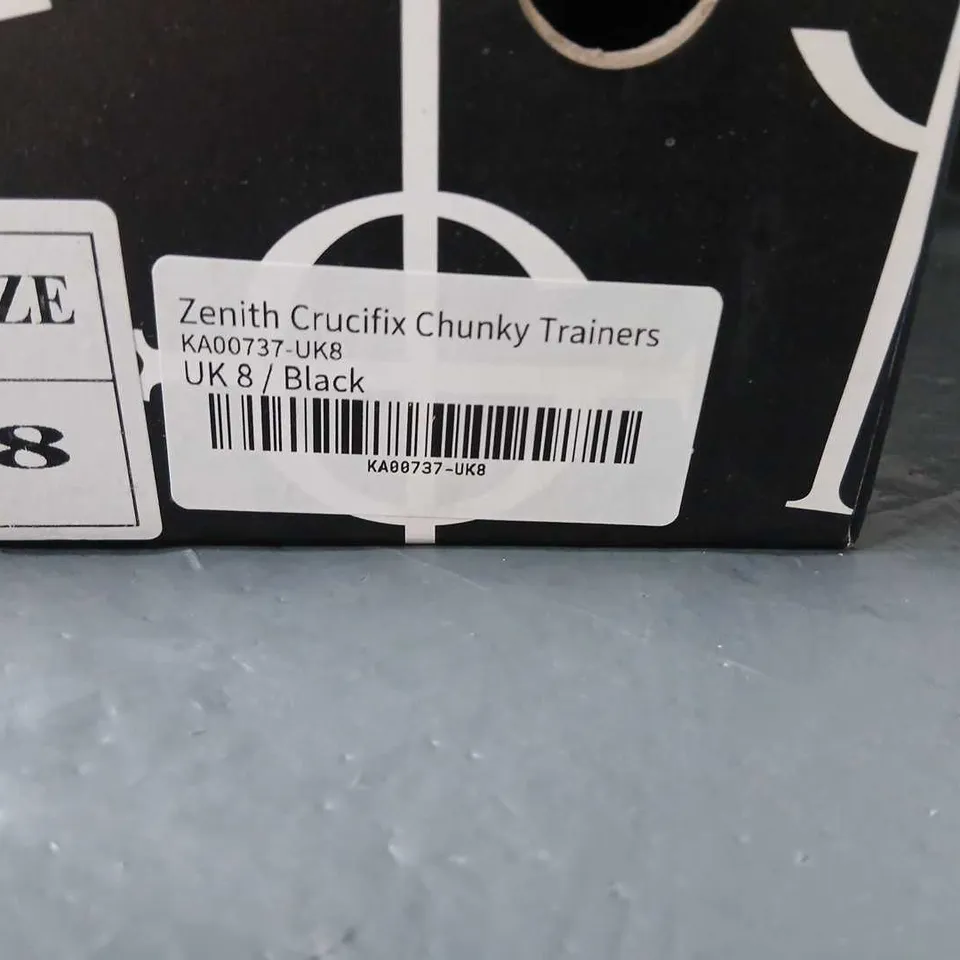 ZE
8
Zenith Crucifix Chunky Trainers
KA00737-UK8
UK 8 / Black
KA00737-UK8